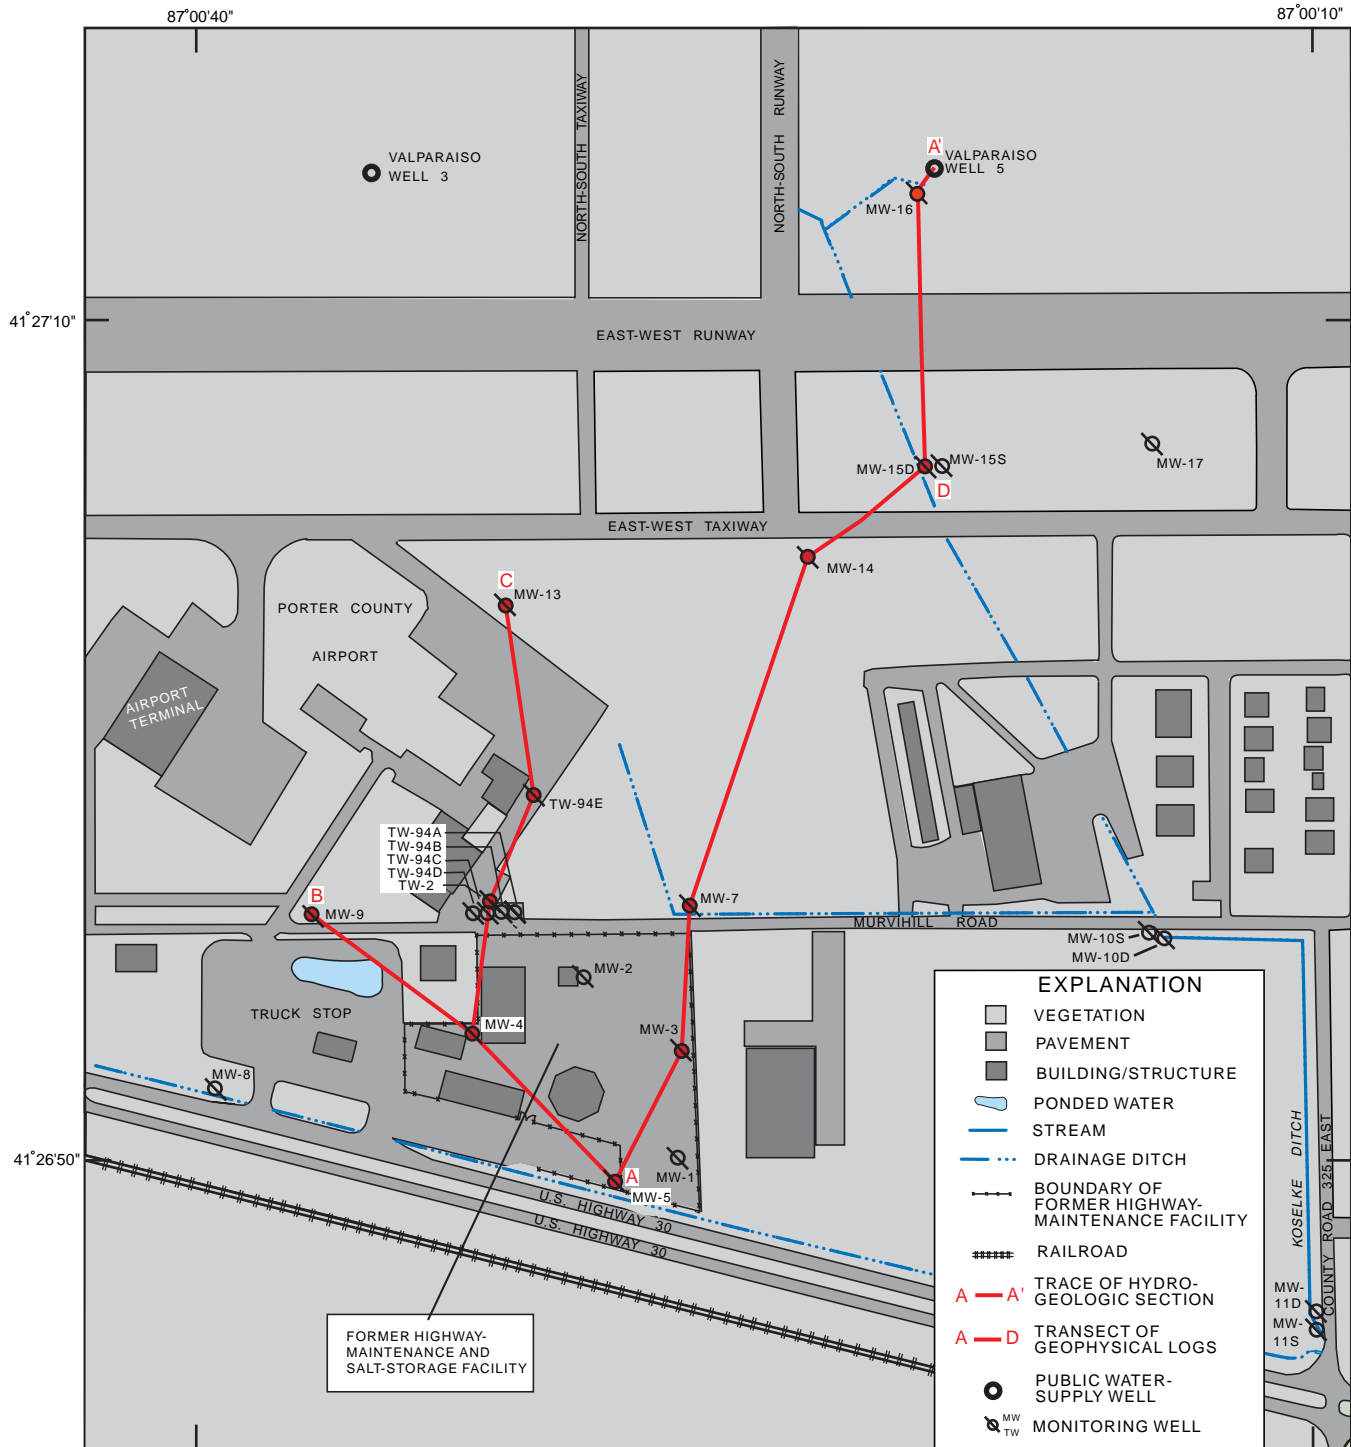 87°00'40"
87°00'10"
NORTH-SOUTH TAXIWAY
NORTH-SOUTH RUNWAY
A'
VALPARAISO
WELL 3
VALPARAISO
WELL 5
MW-16
41°27'10"
EAST-WEST RUNWAY
MW-15D
MW-15S
MW-17
D
EAST-WEST TAXIWAY
MW-14
C
MW-13
PORTER COUNTY
AIRPORT
AIRPORT
TERMINAL
TW-94E
TW-94A
TW-94B
TW-94C
TW-94D
TW-2
B
MW-9
MW-7
MURVIHILL ROAD
MW-10S
MW-10D
MW-2
TRUCK STOP
MW-4
MW-3
MW-8
41°26'50"
MW-1
A
MW-5
U.S. HIGHWAY 30
U.S. HIGHWAY 30
FORMER HIGHWAY-
MAINTENANCE AND
SALT-STORAGE FACILITY
KOSELKE DITCH
COUNTY ROAD 325 EAST
MW-
11D
MW-
11S
EXPLANATION
VEGETATION
PAVEMENT
BUILDING/STRUCTURE
PONDED WATER
STREAM
DRAINAGE DITCH
BOUNDARY OF
FORMER HIGHWAY-
MAINTENANCE FACILITY
RAILROAD
A A' TRACE OF HYDRO-
GEOLOGIC SECTION
A D TRANSECT OF
GEOPHYSICAL LOGS
PUBLIC WATER-
SUPPLY WELL
MW
TW
MONITORING WELL